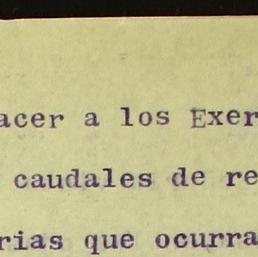 acer a los Exer
caudales de re
rias que ocurra